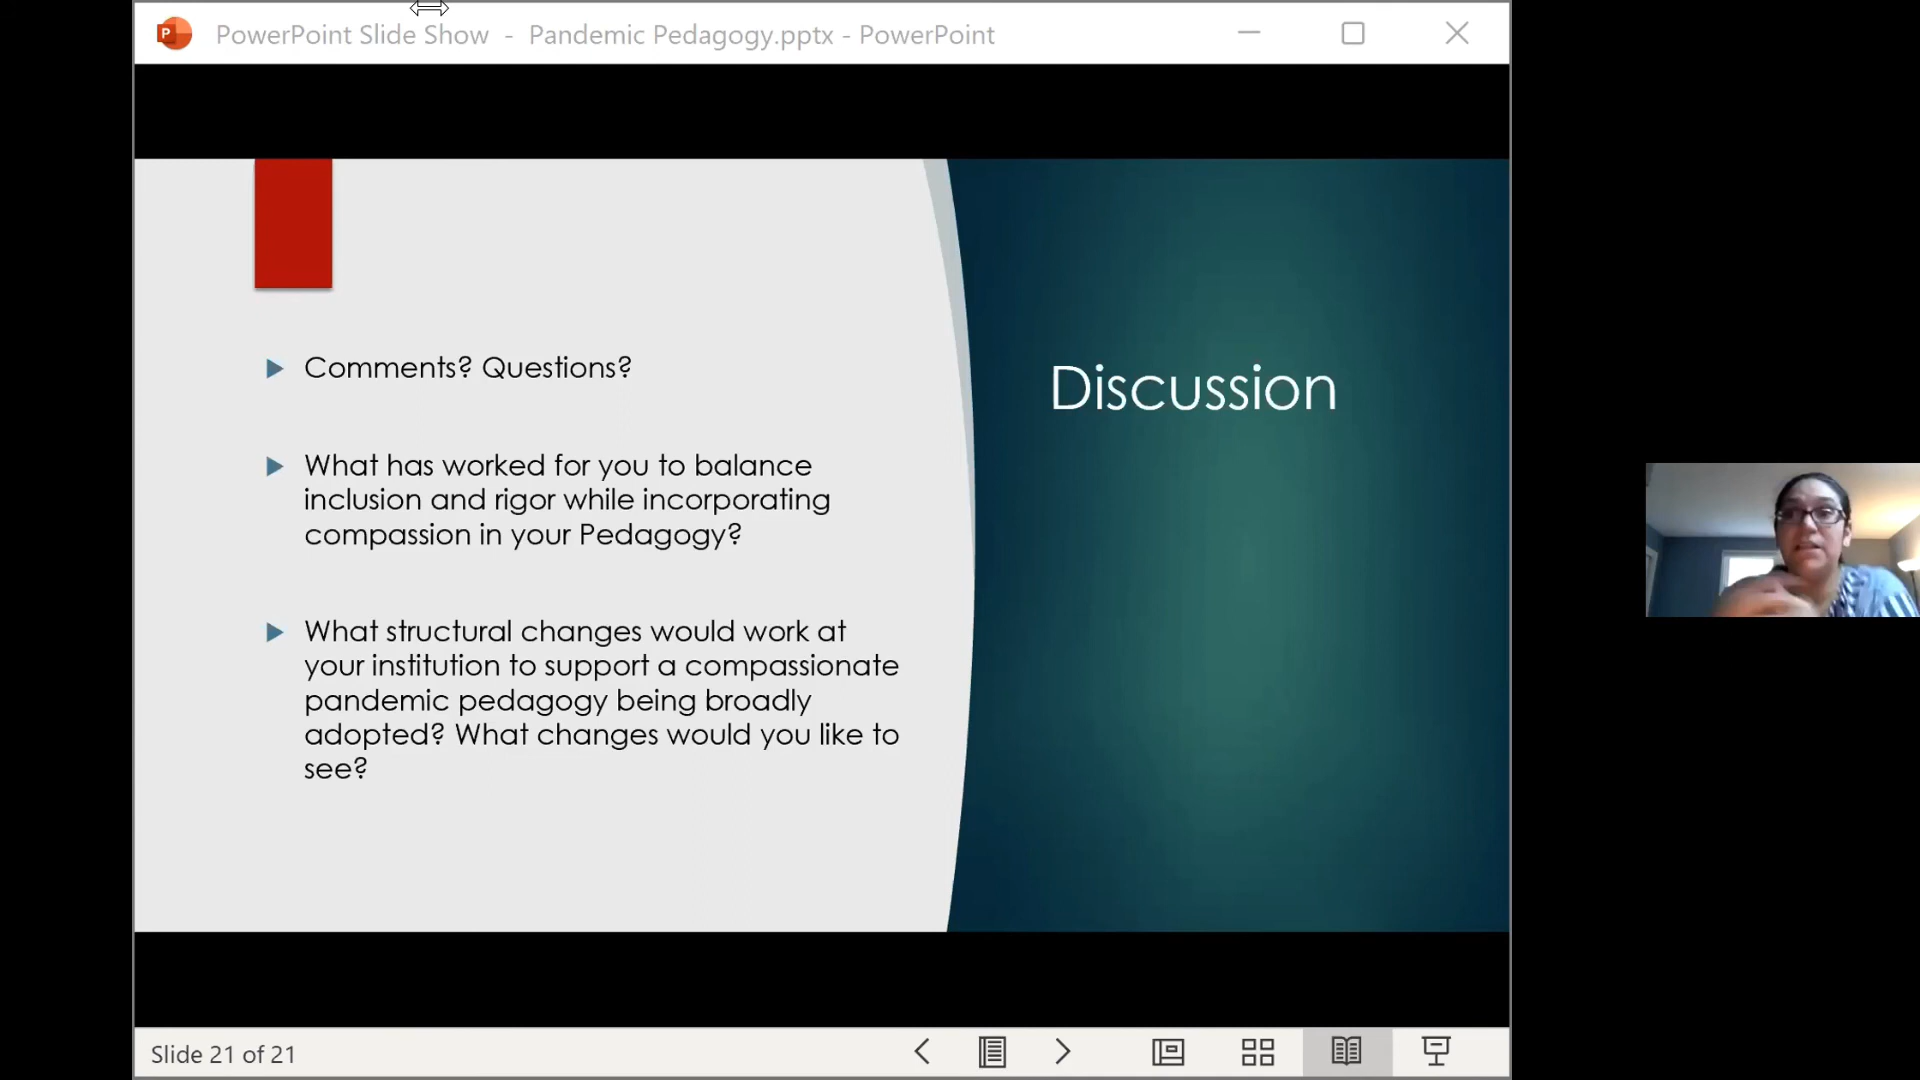 PowerPoint Slide Show - Pandemic Pedagogy.pptx - PowerPoint
Comments? Questions?
What has worked for you to balance
inclusion and rigor while incorporating
compassion in your Pedagogy?
What structural changes would work at
your institution to support a compassionate
pandemic pedagogy being broadly
adopted? What changes would you like to
see?
Discussion
Slide 21 of 21